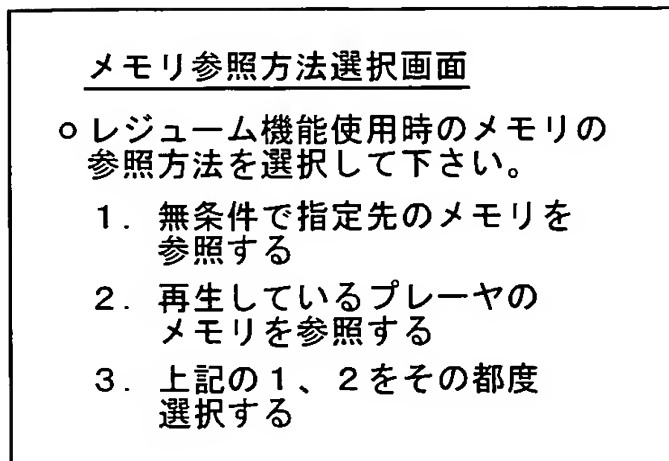 メモリ参照方法選択画面
○レジューム機能使用時のメモリの
参照方法を選択して下さい。
1. 無条件で指定先のメモリを
参照する
2. 再生しているプレーヤの
メモリを参照する
3. 上記の1、2をその都度
選択する